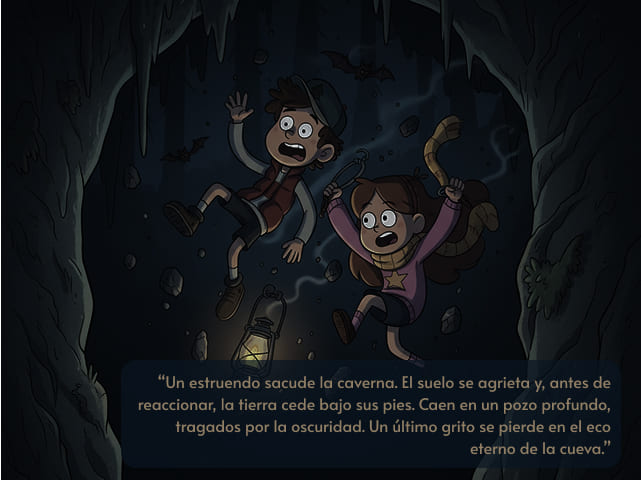 “Un estruendo sacude la caverna. El suelo se agrieta y, antes de
reaccionar, la tierra cede bajo sus pies. Caen en un pozo profundo,
tragados por la oscuridad. Un último grito se pierde en el eco
eterno de la cueva.”